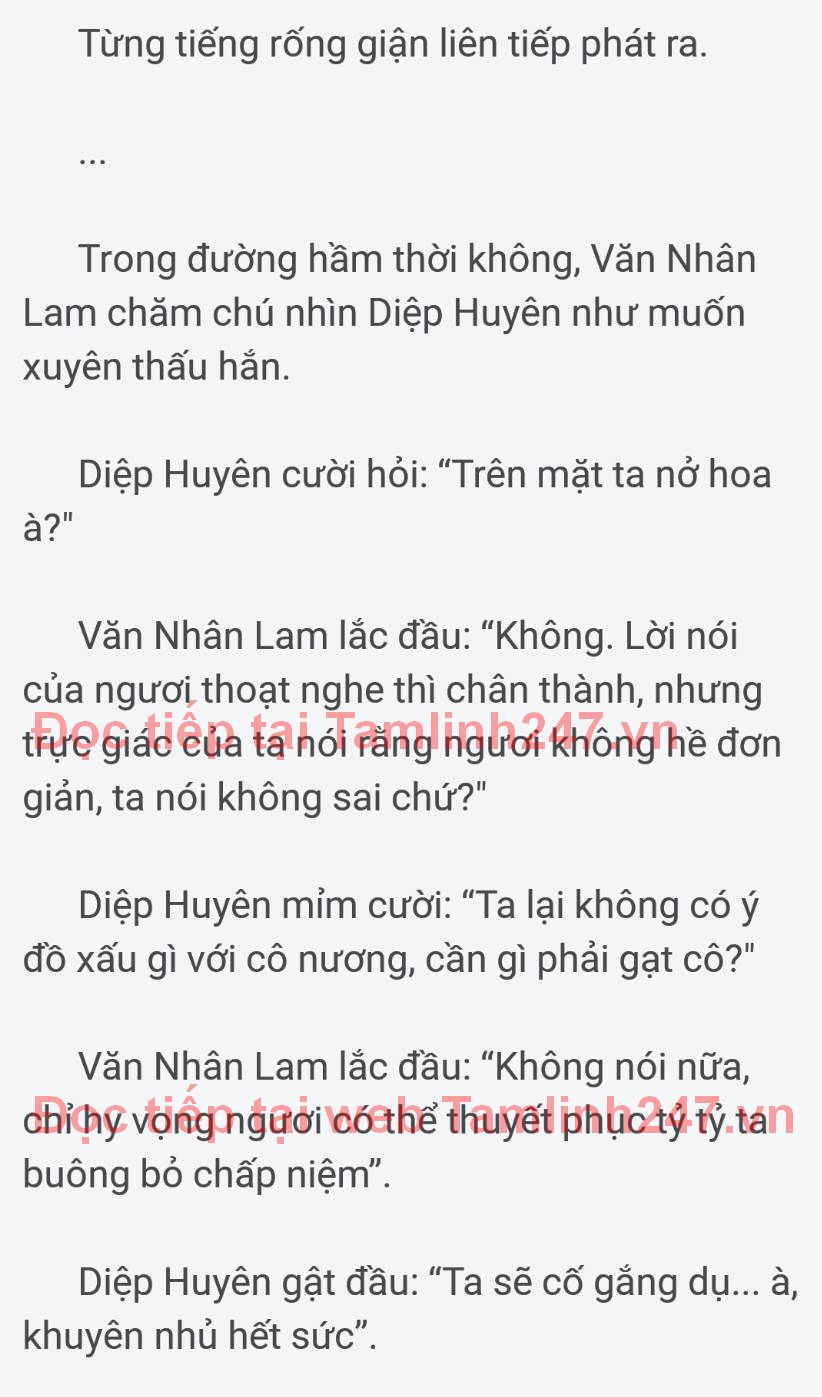 Từng tiếng rống giận liên tiếp phát ra.
...
Trong đường hầm thời không, Văn Nhân
Lam chăm chú nhìn Diệp Huyên như muốn
xuyên thấu hắn.
Diệp Huyên cười hỏi: “Trên mặt ta nở hoa
à?"
Văn Nhân Lam lắc đầu: “Không. Lời nói
của ngươi thoạt nghe thì chân thành, nhưng
Đọc tiếp tại Tamlinh247.vn
trực giác của ta nói rằng ngươi không hề đơn
giản, ta nói không sai chứ?"
Diệp Huyên mỉm cười: “Ta lại không có ý
đồ xấu gì với cô nương, cần gì phải gạt cô?"
Văn Nhân Lam lắc đầu: “Không nói nữa,
Đọc tiếp tại web Tamlinh247.vn
chỉ hy vọng ngươi có thể thuyết phục tỷ tỷ ta
buông bỏ chấp niệm”.
Diệp Huyên gật đầu: “Ta sẽ cố gắng dụ... à,
khuyên nhủ hết sức”.